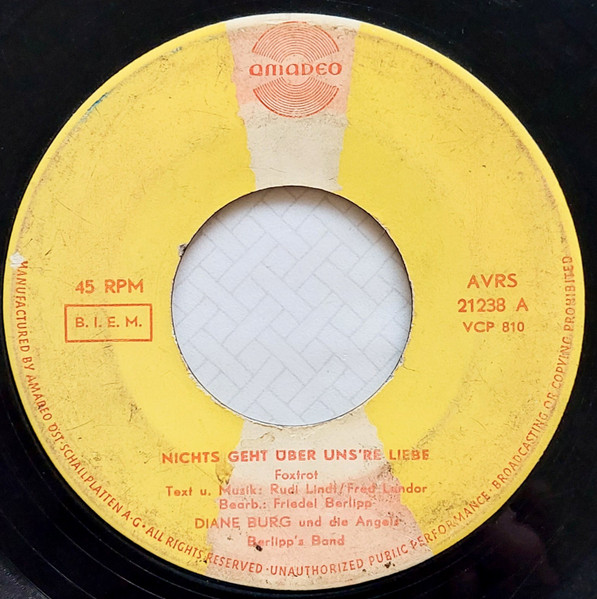 AMADEO
45 RPM
B. I. E. M.
AVRS
21238 A
VCP 810
NICHTS GEHT ÜBER UNS'RE LIEBE
Foxtrot
Text u. Musik: Rudi Lindt/Fred Lundor
Bearb.: Friedel Berlipp
DIANE BURG und die Angels
Berlipp's Band
MANUFACTURED BY AMADEO ÖST. SCHALLPLATTEN A·G · ALL RIGHTS RESERVED · UNAUTHORIZED PUBLIC PERFORMANCE · BROADCASTING OR COPYING PROHIBITED